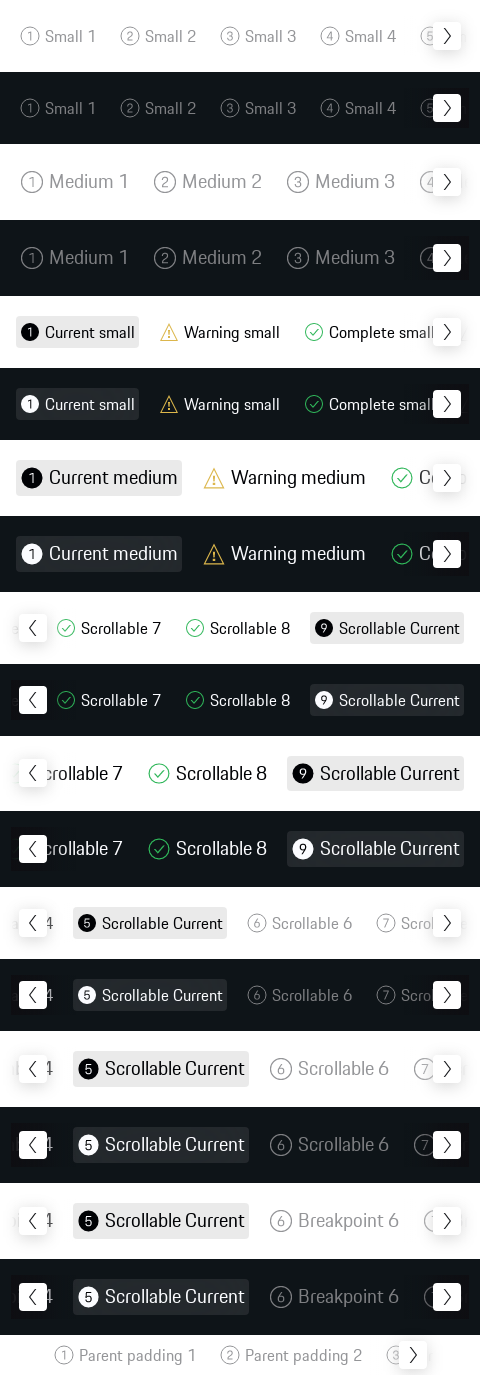 1 Small 1 2 Small 2 3 Small 3 4 Small 4 5
1 Small 1 2 Small 2 3 Small 3 4 Small 4 5
1 Medium 1 2 Medium 2 3 Medium 3 4
1 Medium 1 2 Medium 2 3 Medium 3 4
1 Current small Warning small Complete small
1 Current small Warning small Complete small
1 Current medium Warning medium
1 Current medium Warning medium
Scrollable 7 Scrollable 8 9 Scrollable Current
Scrollable 7 Scrollable 8 9 Scrollable Current
crollable 7 Scrollable 8 9 Scrollable Current
crollable 7 Scrollable 8 9 Scrollable Current
4 5 Scrollable Current 6 Scrollable 6 7 Scro
4 5 Scrollable Current 6 Scrollable 6 7 Scro
4 5 Scrollable Current 6 Scrollable 6 7
4 5 Scrollable Current 6 Scrollable 6 7
4 5 Scrollable Current 6 Breakpoint 6
4 5 Scrollable Current 6 Breakpoint 6
1 Parent padding 1 2 Parent padding 2 3